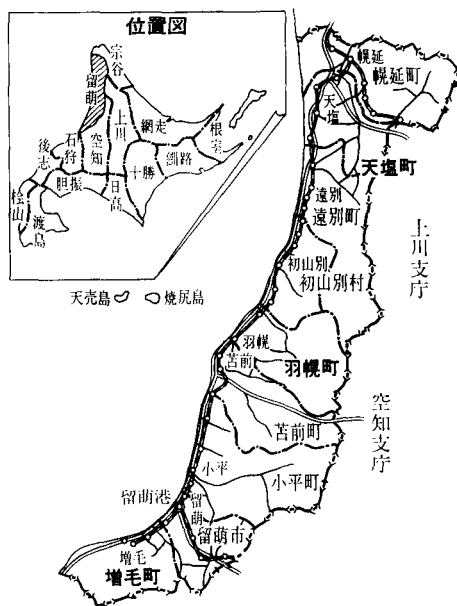 位置図
宗谷
留萌
上川
網走
根室
後志
石狩
空知
釧路
十勝
胆振
日高
桧山
渡島
天売島
焼尻島
幌延
幌延町
天塩
天塩町
遠別
遠別町
上川支庁
初山別
初山別村
羽幌
苫前
羽幌町
空知支庁
苫前町
小平
小平町
留萌港
留萌
留萌市
増毛
増毛町